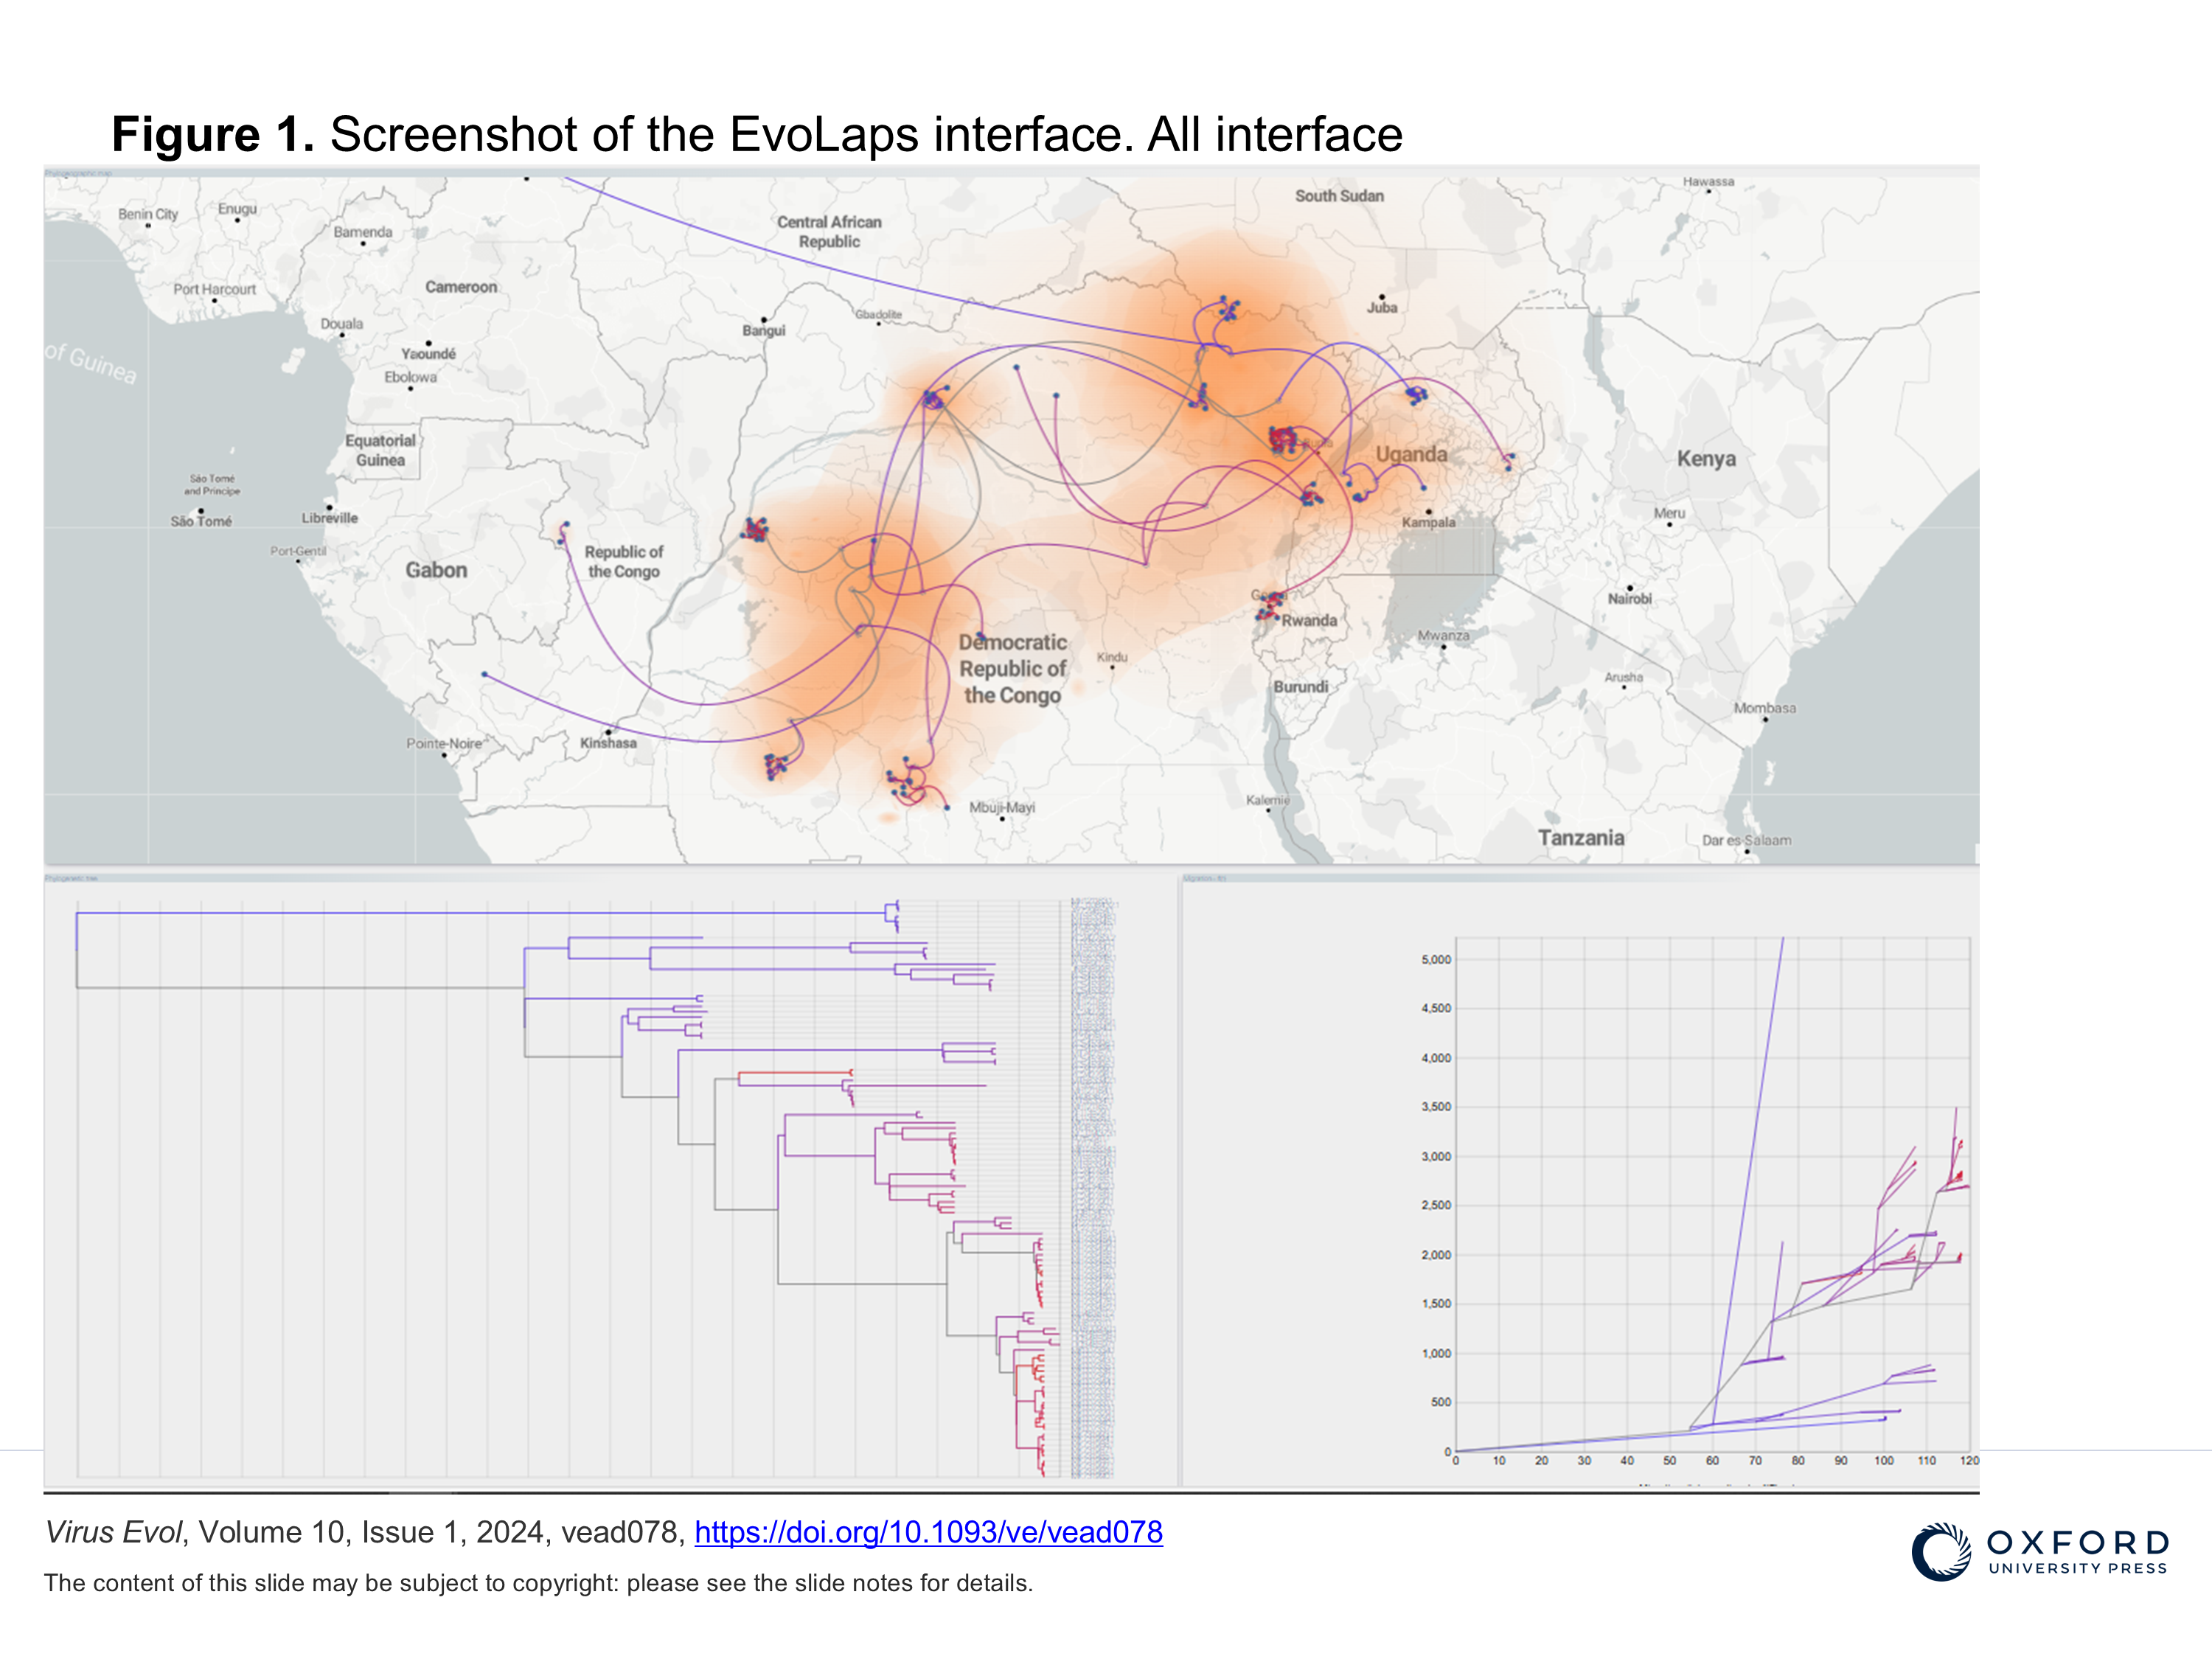 Figure 1. Screenshot of the EvoLaps interface. All interface
Phylogeographic map
Hawassa
South Sudan
Benin City
Enugu
Central African
Republic
Bamenda
Cameroon
Port Harcourt
Juba
Douala
Gbadolite
Bangui
of Guinea
Yaoundé
Ebolowa
Equatorial
Guinea
Uganda
Kenya
São Tomé
and Principe
São Tomé
Libreville
Kampala
Meru
Port-Gentil
Republic of
the Congo
Gabon
Nairobi
Rwanda
Mwanza
Democratic
Republic of
the Congo
Kindu
Burundi
Arusha
Mombasa
Pointe-Noire
Kinshasa
Mbuji-Mayi
Kalemie
Tanzania
Dar es-Salaam
Phylogenetic tree
5,000
4,500
4,000
3,500
3,000
2,500
2,000
1,500
1,000
500
0
0 10 20 30 40 50 60 70 80 90 100 110 120
Virus Evol, Volume 10, Issue 1, 2024, vead078, https://doi.org/10.1093/ve/vead078
The content of this slide may be subject to copyright: please see the slide notes for details.
OXFORD
UNIVERSITY PRESS